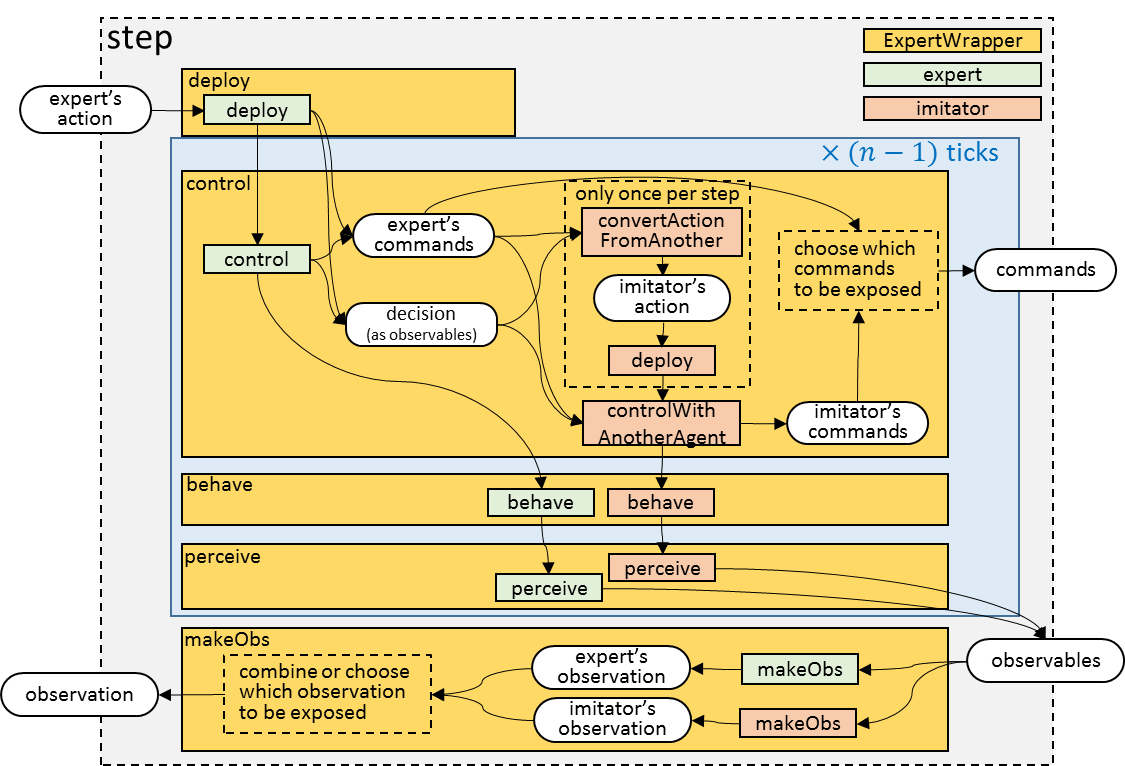 step
ExpertWrapper
expert
imitator
deploy
expert's
action
deploy
× (n − 1) ticks
control
only once per step
convertAction
FromAnother
expert's
commands
choose which
commands
to be exposed
control
commands
imitator's
action
decision
(as observables)
deploy
controlWith
AnotherAgent
imitator's
commands
behave
behave
behave
perceive
perceive
perceive
makeObs
expert's
observation
makeObs
observables
combine or choose
which observation
to be exposed
observation
imitator's
observation
makeObs